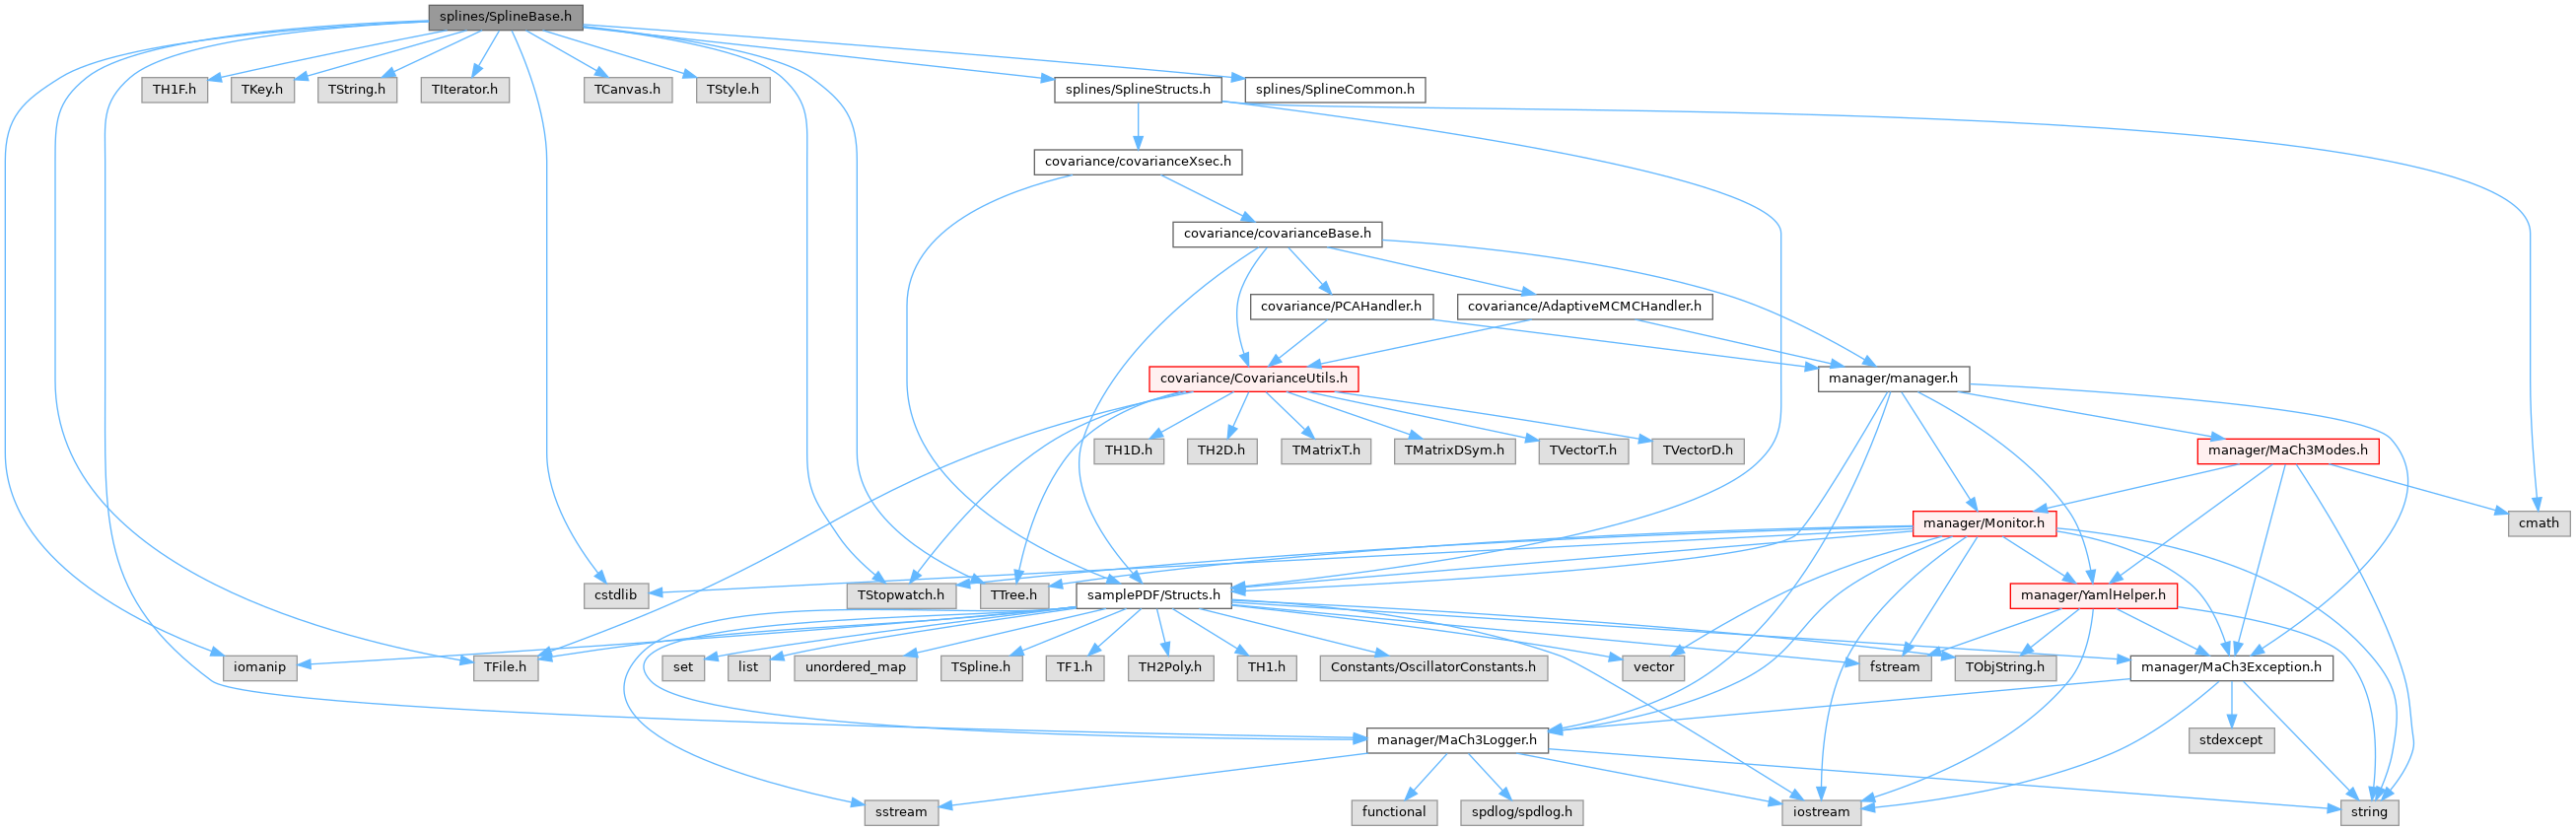 splines/SplineBase.h
TH1F.h
TKey.h
TString.h
TIterator.h
TCanvas.h
TStyle.h
splines/SplineStructs.h
splines/SplineCommon.h
covariance/covarianceXsec.h
covariance/covarianceBase.h
covariance/PCAHandler.h
covariance/AdaptiveMCMCHandler.h
covariance/CovarianceUtils.h
manager/manager.h
TH1D.h
TH2D.h
TMatrixT.h
TMatrixDSym.h
TVectorT.h
TVectorD.h
manager/MaCh3Modes.h
manager/Monitor.h
cmath
cstdlib
TStopwatch.h
TTree.h
samplePDF/Structs.h
manager/YamlHelper.h
iomanip
TFile.h
set
list
unordered_map
TSpline.h
TF1.h
TH2Poly.h
TH1.h
Constants/OscillatorConstants.h
vector
fstream
TObjString.h
manager/MaCh3Exception.h
manager/MaCh3Logger.h
stdexcept
sstream
functional
spdlog/spdlog.h
iostream
string